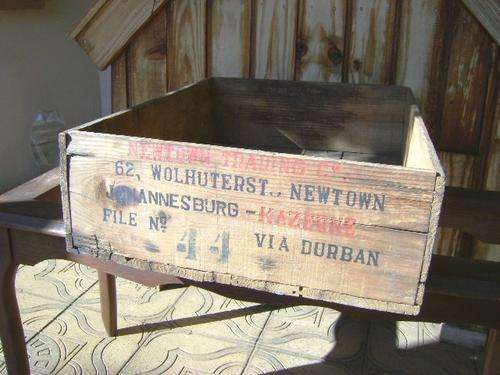 NEWTOWN TRADING Co
62, WOLHUTERST., NEWTOWN
JOHANNESBURG - KAZERNE
FILE No 44 VIA DURBAN